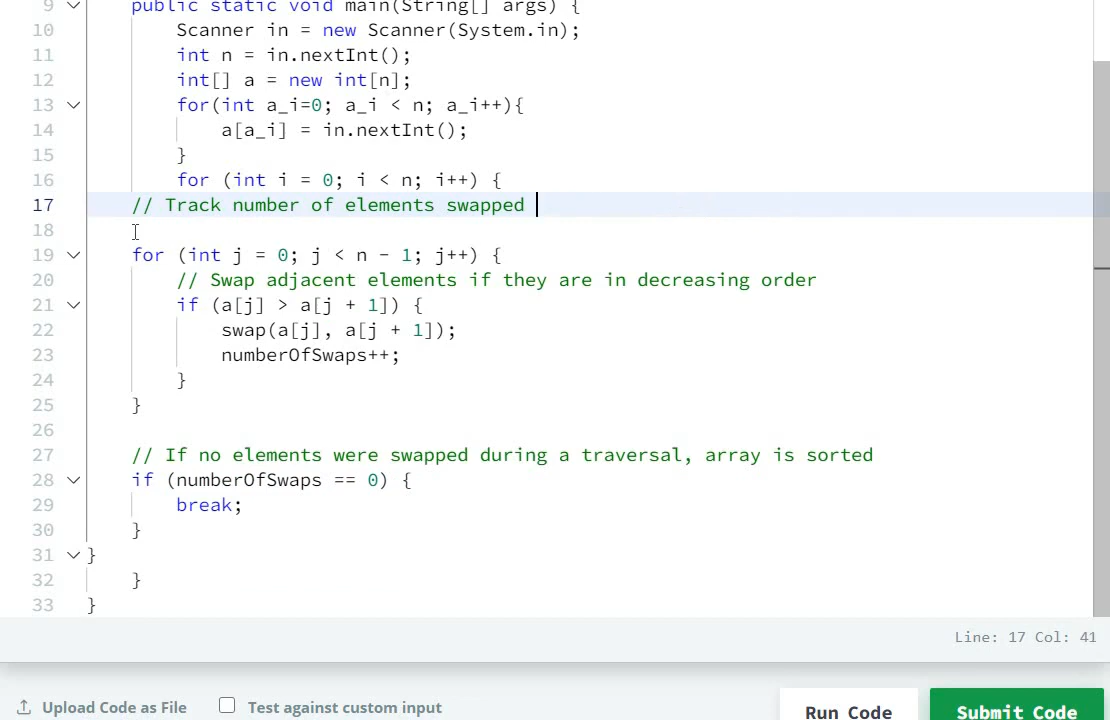 9 public static void main(String[] args) {
10 Scanner in = new Scanner(System.in);
11 int n = in.nextInt();
12 int[] a = new int[n];
13 for(int a_i=0; a_i < n; a_i++){
14 a[a_i] = in.nextInt();
15 }
16 for (int i = 0; i < n; i++) {
17 // Track number of elements swapped
18
19 for (int j = 0; j < n - 1; j++) {
20 // Swap adjacent elements if they are in decreasing order
21 if (a[j] > a[j + 1]) {
22 swap(a[j], a[j + 1]);
23 numberOfSwaps++;
24 }
25 }
26
27 // If no elements were swapped during a traversal, array is sorted
28 if (numberOfSwaps == 0) {
29 break;
30 }
31 }
32 }
33 }
Line: 17 Col: 41
Upload Code as File Test against custom input Run Code Submit Code